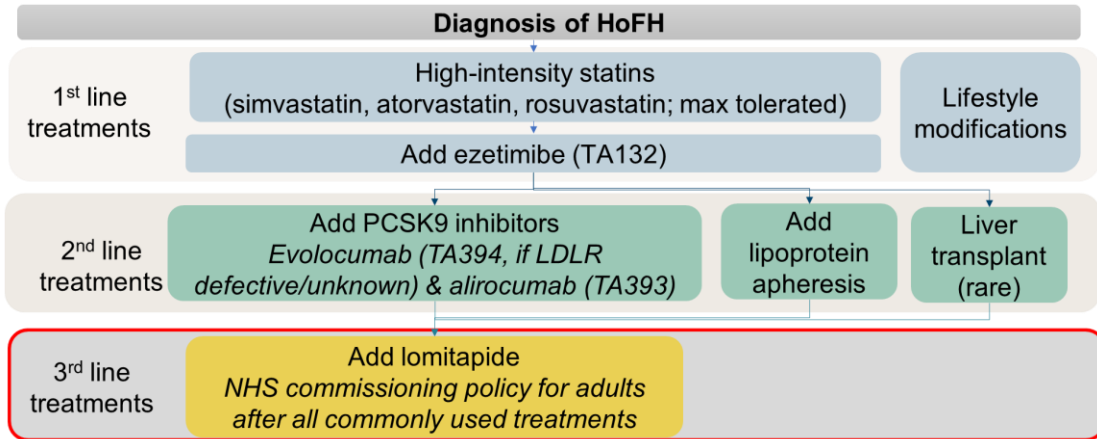 Diagnosis of HoFH
1st line
treatments
High-intensity statins
(simvastatin, atorvastatin, rosuvastatin; max tolerated)
Add ezetimibe (TA132)
Lifestyle
modifications
2nd line
treatments
Add PCSK9 inhibitors
Evolocumab (TA394, if LDLR
defective/unknown) & alirocumab (TA393)
Add
lipoprotein
apheresis
Liver
transplant
(rare)
3rd line
treatments
Add lomitapide
NHS commissioning policy for adults
after all commonly used treatments